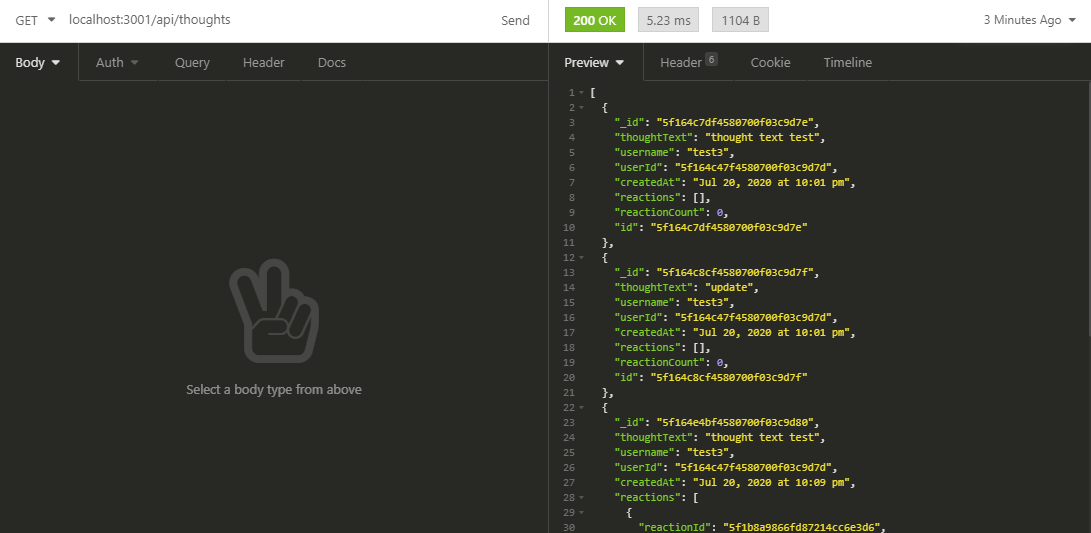 GET localhost:3001/api/thoughts Send 200 OK 5.23 ms 1104 B 3 Minutes Ago
Body Auth Query Header Docs Preview Header 6 Cookie Timeline
Select a body type from above
1 [
2 {
3 "_id": "5f164c7df4580700f03c9d7e",
4 "thoughtText": "thought text test",
5 "username": "test3",
6 "userId": "5f164c47f4580700f03c9d7d",
7 "createdAt": "Jul 20, 2020 at 10:01 pm",
8 "reactions": [],
9 "reactionCount": 0,
10 "id": "5f164c7df4580700f03c9d7e"
11 },
12 {
13 "_id": "5f164c8cf4580700f03c9d7f",
14 "thoughtText": "update",
15 "username": "test3",
16 "userId": "5f164c47f4580700f03c9d7d",
17 "createdAt": "Jul 20, 2020 at 10:01 pm",
18 "reactions": [],
19 "reactionCount": 0,
20 "id": "5f164c8cf4580700f03c9d7f"
21 },
22 {
23 "_id": "5f164e4bf4580700f03c9d80",
24 "thoughtText": "thought text test",
25 "username": "test3",
26 "userId": "5f164c47f4580700f03c9d7d",
27 "createdAt": "Jul 20, 2020 at 10:09 pm",
28 "reactions": [
29 {
30 "reactionId": "5f1b8a9866fd87214cc6e3d6",